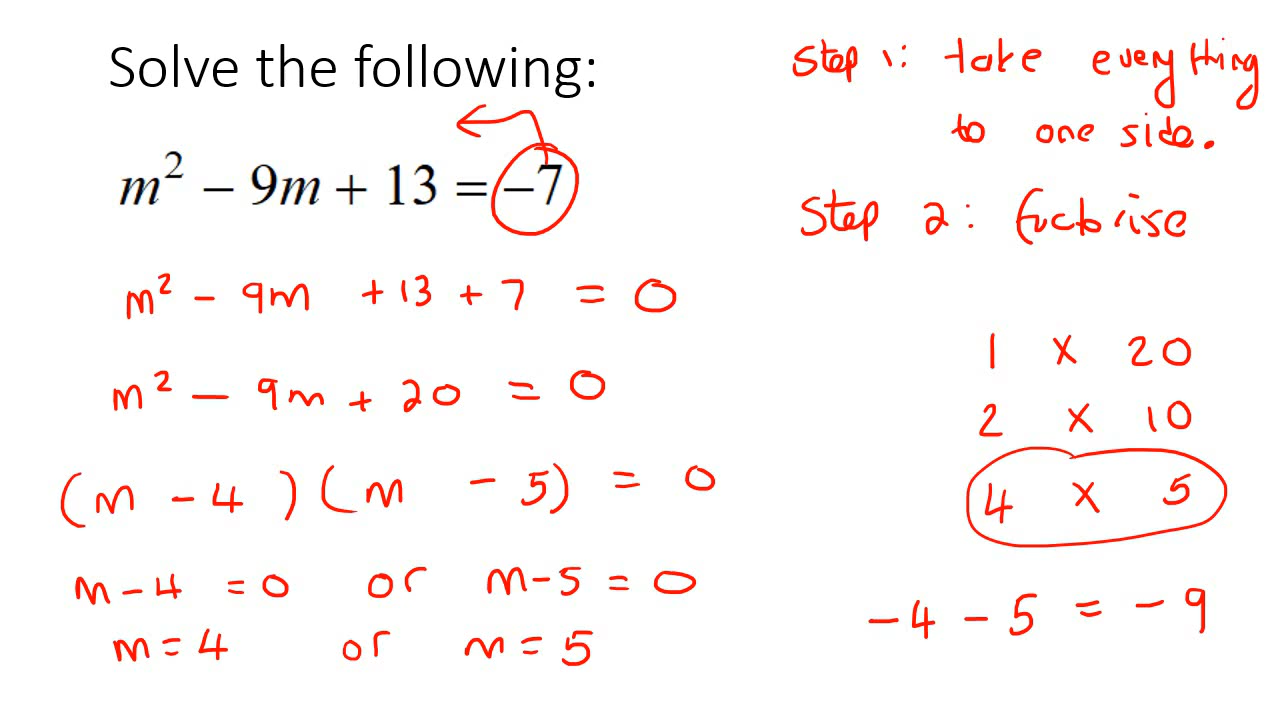 Solve the following:
m² − 9m + 13 = −7
m² − 9m + 13 + 7 = 0
m² − 9m + 20 = 0
(m − 4)(m − 5) = 0
m − 4 = 0 or m − 5 = 0
m = 4 or m = 5
Step 1: take everything
to one side.
Step 2: factorise
1 × 20
2 × 10
4 × 5
− 4 − 5 = − 9